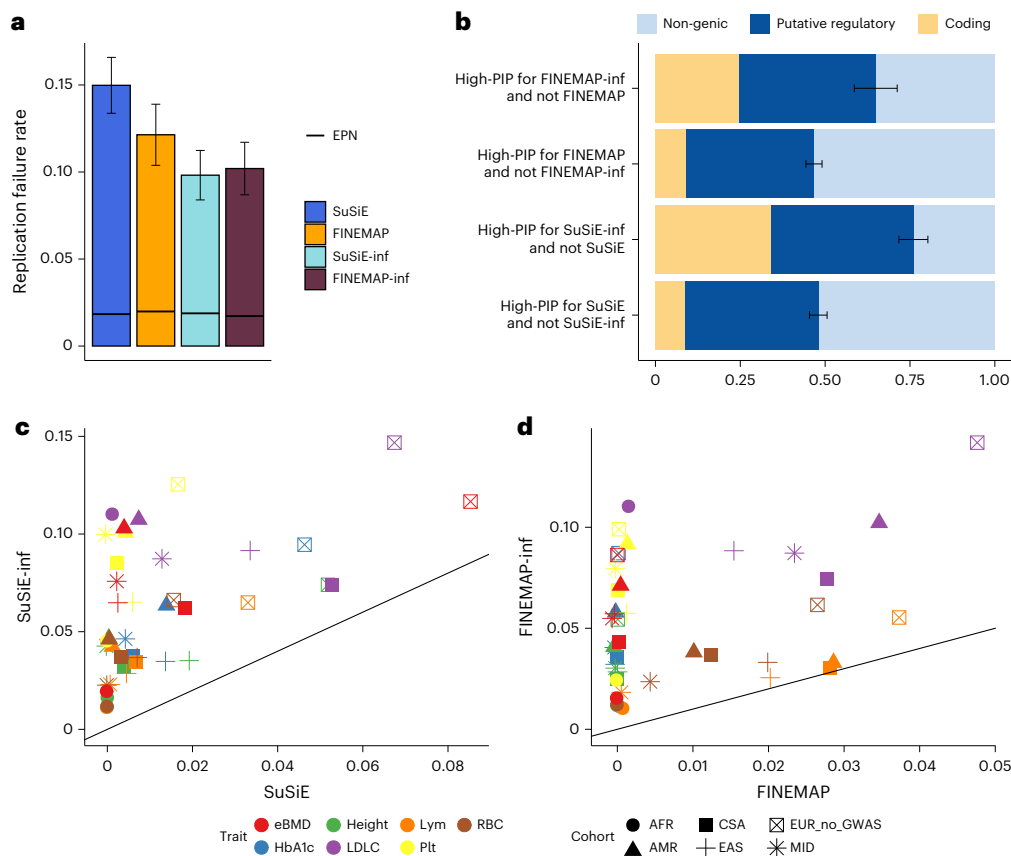 a
Replication failure rate
0.15
0.10
0.05
0
EPN
SuSiE
FINEMAP
SuSiE-inf
FINEMAP-inf
b
Non-genic
Putative regulatory
Coding
High-PIP for FINEMAP-inf
and not FINEMAP
High-PIP for FINEMAP
and not FINEMAP-inf
High-PIP for SuSiE-inf
and not SuSiE
High-PIP for SuSiE
and not SuSiE-inf
0 0.25 0.50 0.75 1.00
c
SuSiE-inf
0.15
0.10
0.05
0
0 0.02 0.04 0.06 0.08
SuSiE
d
FINEMAP-inf
0.10
0.05
0
0 0.01 0.02 0.03 0.04 0.05
FINEMAP
Trait
eBMD Height Lym RBC
HbA1c LDLC Plt
Cohort
AFR CSA EUR_no_GWAS
AMR EAS MID